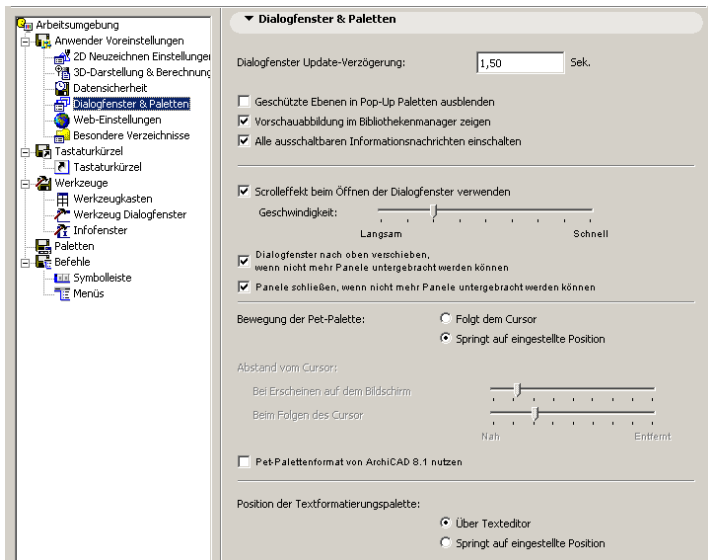 Arbeitsumgebung
Anwender Voreinstellungen
2D Neuzeichnen Einstellungen
3D-Darstellung & Berechnung
Datensicherheit
Dialogfenster & Paletten
Web-Einstellungen
Besondere Verzeichnisse
Tastaturkürzel
Tastaturkürzel
Werkzeuge
Werkzeugkasten
Werkzeug Dialogfenster
Infofenster
Paletten
Befehle
Symbolleiste
Menüs
Dialogfenster & Paletten
Dialogfenster Update-Verzögerung: 1,50 Sek.
Geschützte Ebenen in Pop-Up Paletten ausblenden
Vorschauabbildung im Bibliothekenmanager zeigen
Alle ausschaltbaren Informationsnachrichten einschalten
Scrolleffekt beim Öffnen der Dialogfenster verwenden
Geschwindigkeit:
Langsam Schnell
Dialogfenster nach oben verschieben,
wenn nicht mehr Panele untergebracht werden können
Panele schließen, wenn nicht mehr Panele untergebracht werden können
Bewegung der Pet-Palette: Folgt dem Cursor
Springt auf eingestellte Position
Abstand vom Cursor:
Bei Erscheinen auf dem Bildschirm
Beim Folgen des Cursor
Nah Entfernt
Pet-Palettenformat von ArchiCAD 8.1 nutzen
Position der Textformatierungspalette:
Über Texteditor
Springt auf eingestellte Position